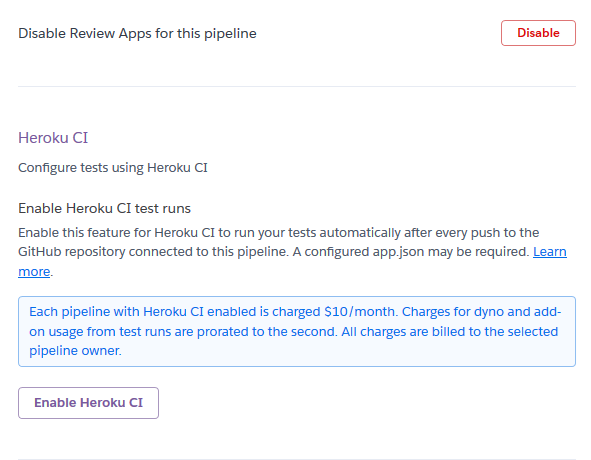 Disable Review Apps for this pipeline
Disable
Heroku CI
Configure tests using Heroku CI
Enable Heroku CI test runs
Enable this feature for Heroku CI to run your tests automatically after every push to the
GitHub repository connected to this pipeline. A configured app.json may be required. Learn
more.
Each pipeline with Heroku CI enabled is charged $10/month. Charges for dyno and add-
on usage from test runs are prorated to the second. All charges are billed to the selected
pipeline owner.
Enable Heroku CI